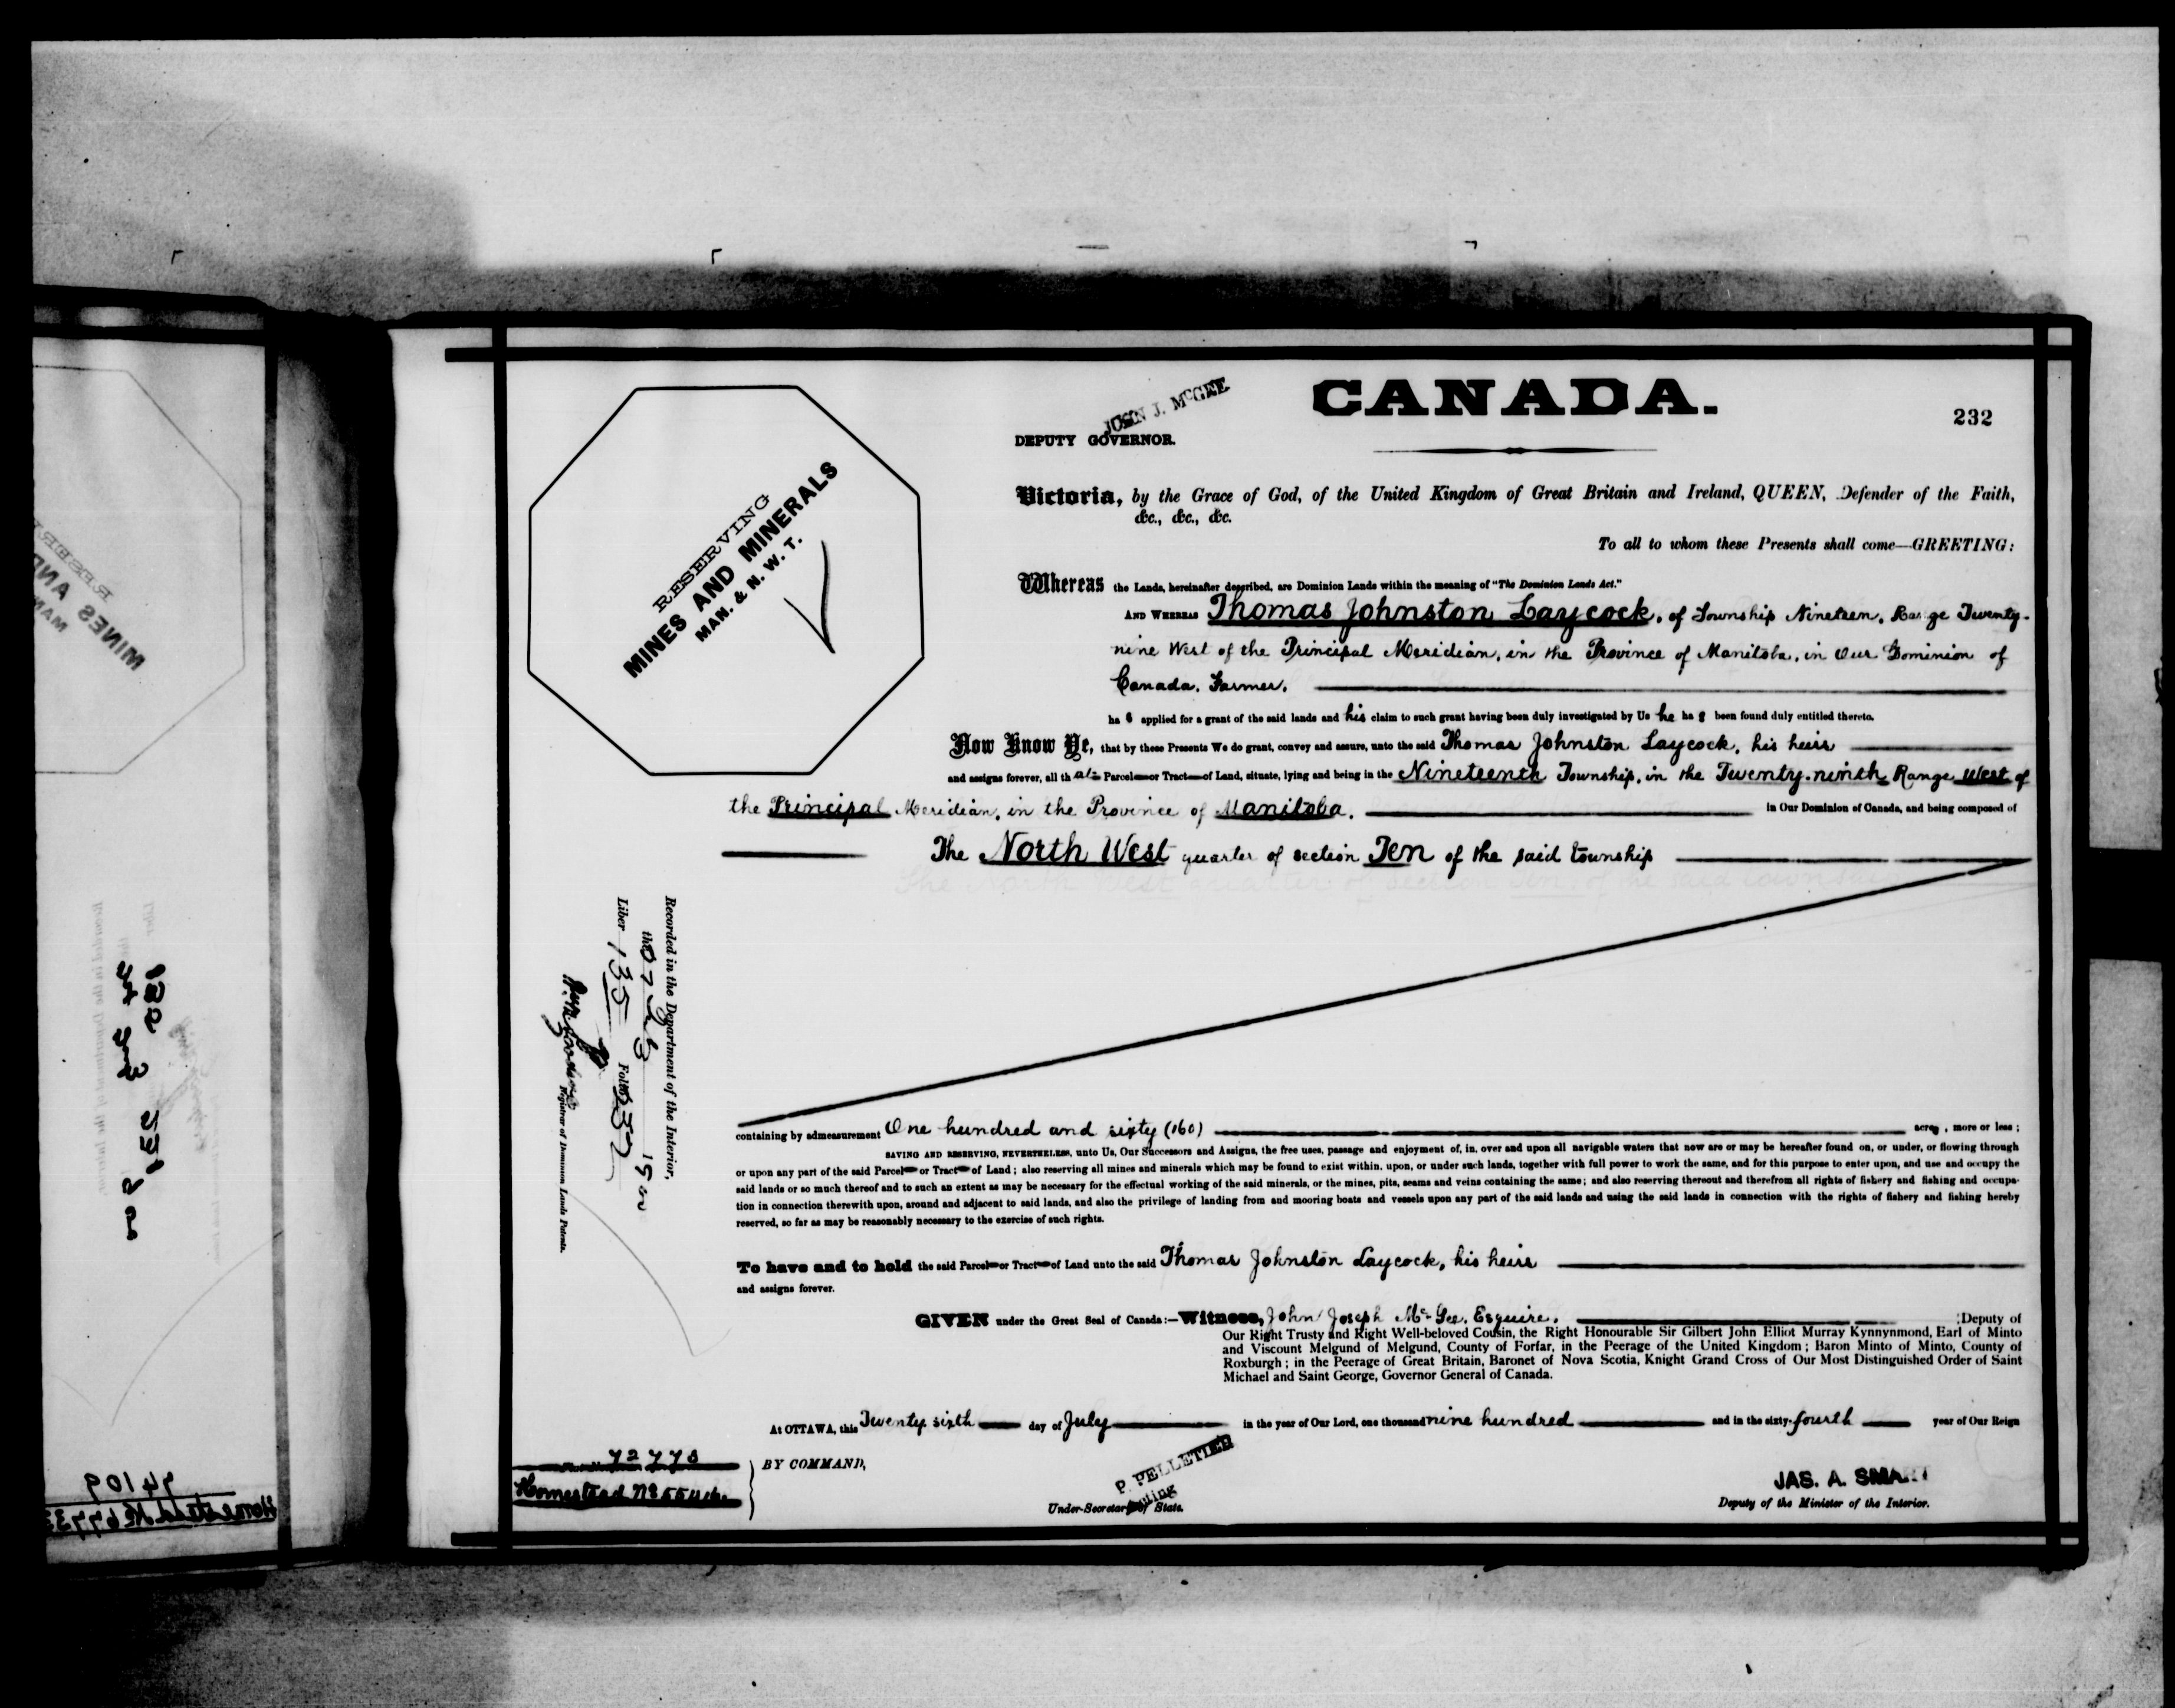 CANADA.
232
JOHN J. McGEE
DEPUTY GOVERNOR.
RESERVING
MINES AND MINERALS
MAN. & N. W. T.
Victoria, by the Grace of God, of the United Kingdom of Great Britain and Ireland, QUEEN, Defender of the Faith,
&c., &c., &c.
To all to whom these Presents shall come—GREETING:
Whereas the Lands, hereinafter described, are Dominion Lands within the meaning of "The Dominion Lands Act."
AND WHEREAS Thomas Johnston Laycock, of Township Nineteen, Range Twenty-
nine West of the Principal Meridian, in the Province of Manitoba, in Our Dominion of
Canada, Farmer,
ha s applied for a grant of the said lands and his claim to such grant having been duly investigated by Us he ha s been found duly entitled thereto.
Now Know Ye, that by these Presents We do grant, convey and assure, unto the said Thomas Johnston Laycock, his heirs
and assigns forever, all th at Parcel or Tract of Land, situate, lying and being in the Nineteenth Township, in the Twenty-ninth Range West of
the Principal Meridian, in the Province of Manitoba, in Our Dominion of Canada, and being composed of
The North West quarter of section Ten of the said township
Recorded in the Department of the Interior,
the 1900
Liber 135 Folio 232
Registrar of Dominion Lands Patents.
containing by admeasurement One hundred and sixty (160) acres, more or less;
SAVING AND RESERVING, NEVERTHELESS, unto Us, Our Successors and Assigns, the free uses, passage and enjoyment of, in, over and upon all navigable waters that now are or may be hereafter found on, or under, or flowing through
or upon any part of the said Parcel or Tract of Land; also reserving all mines and minerals which may be found to exist within, upon, or under such lands, together with full power to work the same, and for this purpose to enter upon, and use and occupy the
said lands or so much thereof and to such an extent as may be necessary for the effectual working of the said minerals, or the mines, pits, seams and veins containing the same; and also reserving thereout and therefrom all rights of fishery and fishing and occupa-
tion in connection therewith upon, around and adjacent to said lands, and also the privilege of landing from and mooring boats and vessels upon any part of the said lands and using the said lands in connection with the rights of fishery and fishing hereby
reserved, so far as may be reasonably necessary to the exercise of such rights.
To have and to hold the said Parcel or Tract of Land unto the said Thomas Johnston Laycock, his heirs
and assigns forever.
GIVEN under the Great Seal of Canada:—Witness, John Joseph McGee, Esquire, Deputy of
Our Right Trusty and Right Well-beloved Cousin, the Right Honourable Sir Gilbert John Elliot Murray Kynnynmond, Earl of Minto
and Viscount Melgund of Melgund, County of Forfar, in the Peerage of the United Kingdom; Baron Minto of Minto, County of
Roxburgh; in the Peerage of Great Britain, Baronet of Nova Scotia, Knight Grand Cross of Our Most Distinguished Order of Saint
Michael and Saint George, Governor General of Canada.
At OTTAWA, this Twenty sixth day of July in the year of Our Lord, one thousand nine hundred and in the sixty-fourth year of Our Reign
BY COMMAND,
Homestead
P. PELLETIER
Acting
Under-Secretary of State.
JAS. A. SMART
Deputy of the Minister of the Interior.